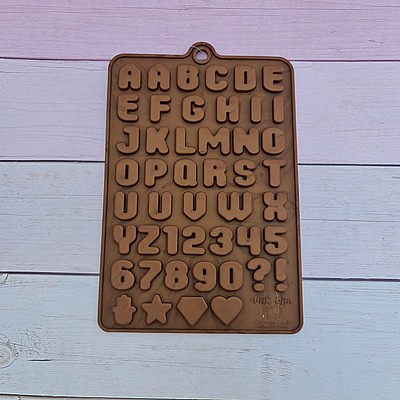 AABCDE
EFGHII
JKLMNO
OPQRST
UUVWX
YZ12345
67890?!